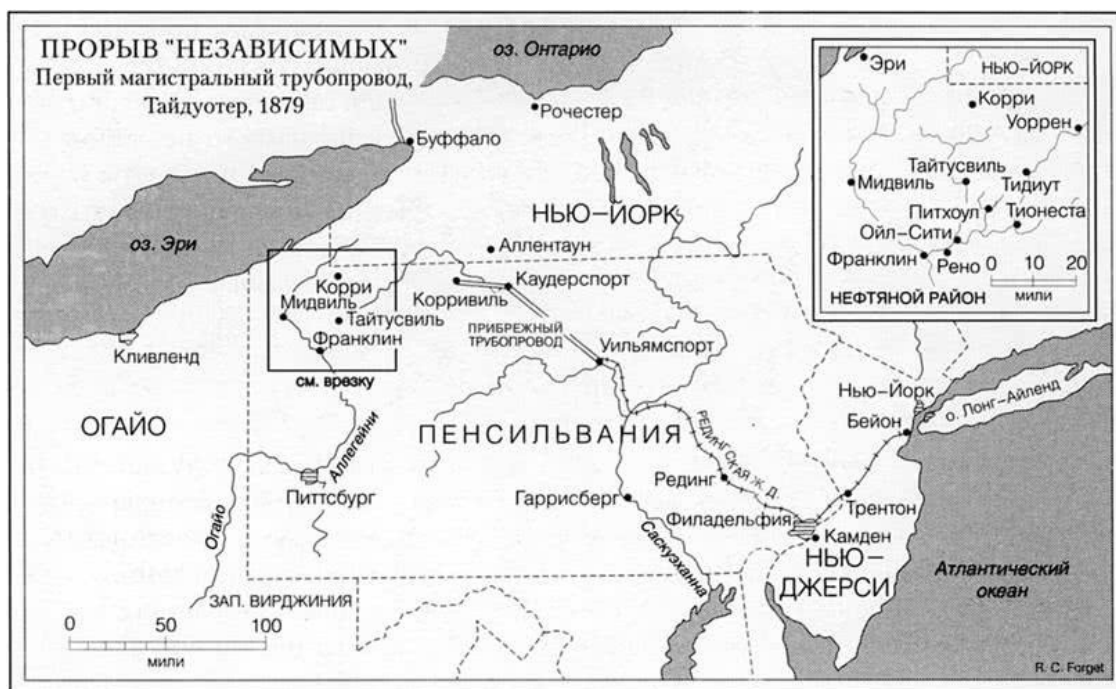 ПРОРЫВ "НЕЗАВИСИМЫХ"
Первый магистральный трубопровод,
Тайдуотер, 1879
оз. Онтарио
Рочестер
Буффало
оз. Эри
НЬЮ–ЙОРК
Аллентаун
Корри
Мидвиль
Тайтусвиль
Франклин
см. врезку
Корривиль
Каудерспорт
ПРИБРЕЖНЫЙ
ТРУБОПРОВОД
Уильямспорт
Кливленд
ОГАЙО
ПЕНСИЛЬВАНИЯ
Аллегейни
Питтсбург
Огайо
Гаррисберг
Саскуэханна
РЕДИНГСКАЯ Ж. Д.
Рединг
Филадельфия
Камден
Трентон
Бейон
Нью–Йорк
о. Лонг–Айленд
НЬЮ–
ДЖЕРСИ
Атлантический
океан
ЗАП. ВИРДЖИНИЯ
0 50 100
мили
Эри
НЬЮ–ЙОРК
Корри
Уоррен
Тайтусвиль
Мидвиль
Тидиут
Питхоул
Тионеста
Ойл–Сити
Франклин
Рено
0 10 20
мили
НЕФТЯНОЙ РАЙОН
R. C. Forget